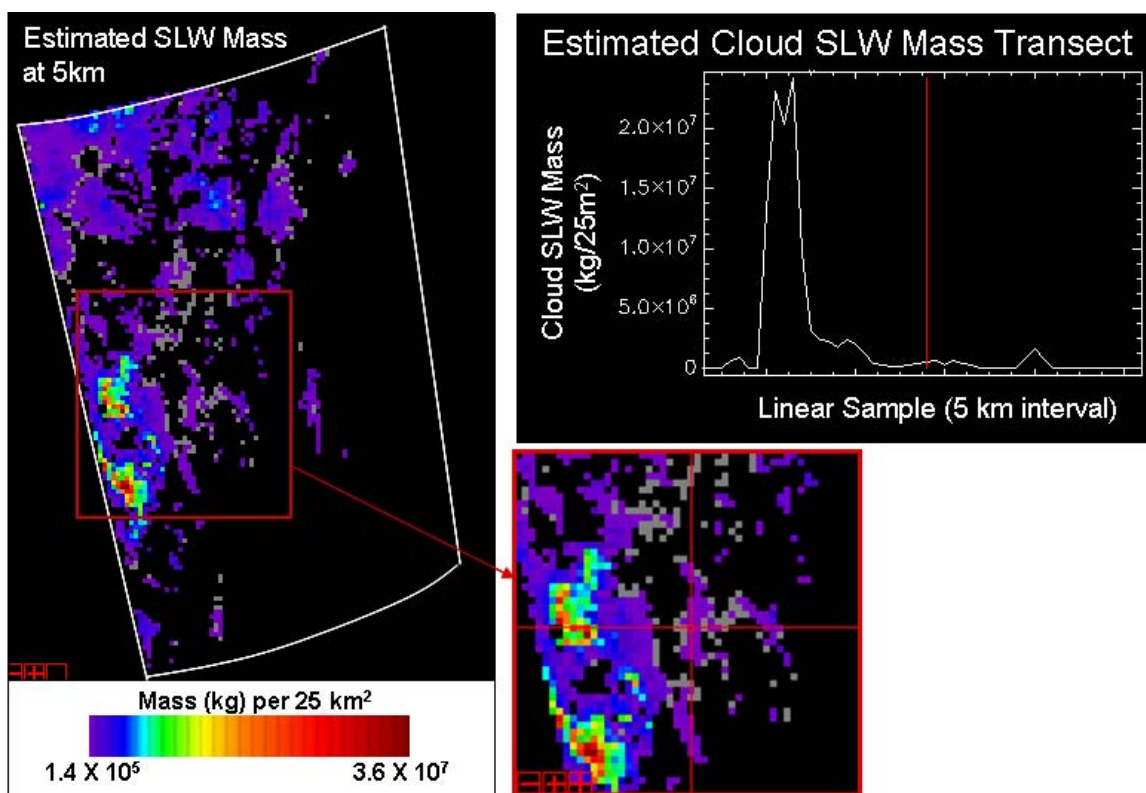 Estimated SLW Mass
at 5km
Mass (kg) per 25 km²
1.4 X 10⁵
3.6 X 10⁷
Estimated Cloud SLW Mass Transect
Cloud SLW Mass
(kg/25m²)
2.0×10⁷
1.5×10⁷
1.0×10⁷
5.0×10⁶
0
Linear Sample (5 km interval)